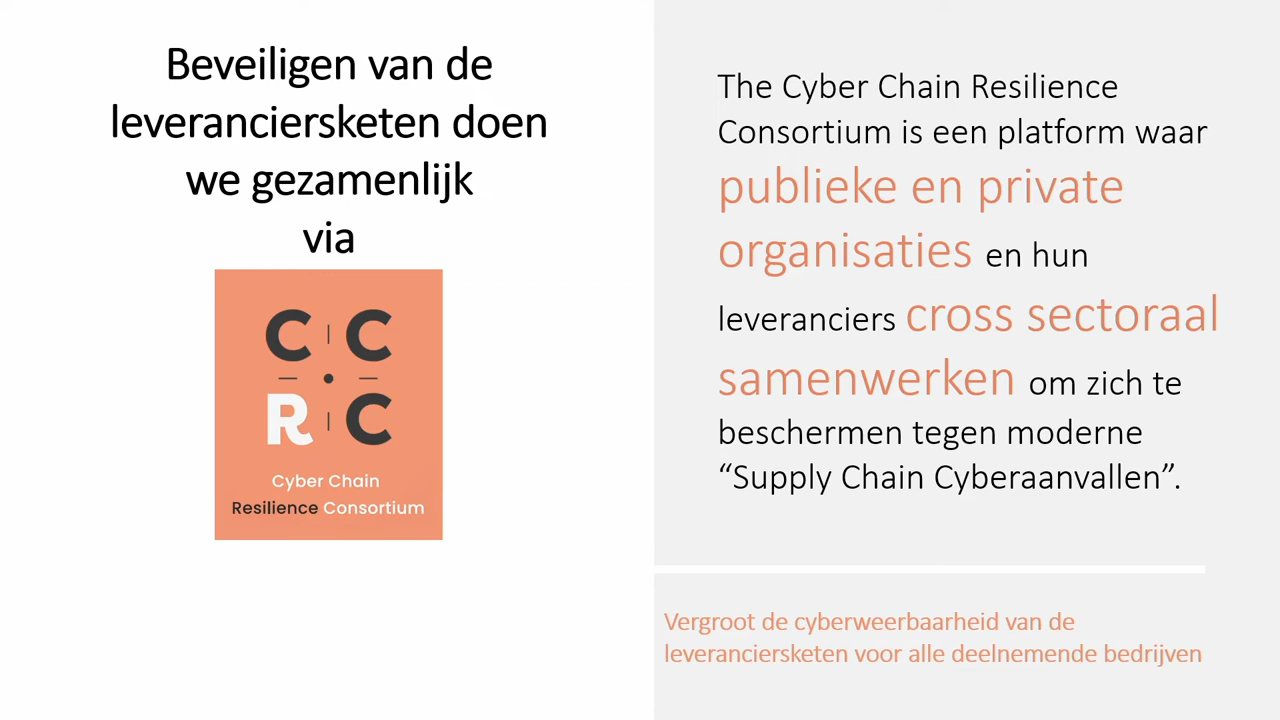 Beveiligen van de
leveranciersketen doen
we gezamenlijk
via
C C
R C
Cyber Chain
Resilience Consortium
The Cyber Chain Resilience
Consortium is een platform waar
publieke en private
organisaties en hun
leveranciers cross sectoraal
samenwerken om zich te
beschermen tegen moderne
“Supply Chain Cyberaanvallen”.
Vergroot de cyberweerbaarheid van de
leveranciersketen voor alle deelnemende bedrijven